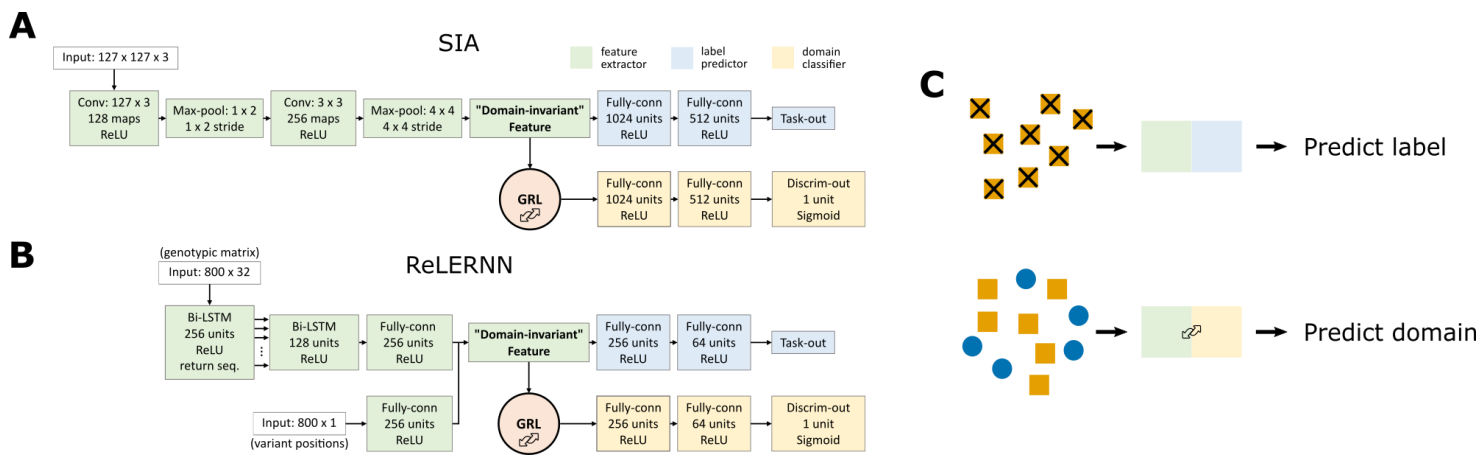 A
SIA
feature
extractor
label
predictor
domain
classifier
Input: 127 x 127 x 3
Conv: 127 x 3
128 maps
ReLU
Max-pool: 1 x 2
1 x 2 stride
Conv: 3 x 3
256 maps
ReLU
Max-pool: 4 x 4
4 x 4 stride
"Domain-invariant"
Feature
Fully-conn
1024 units
ReLU
Fully-conn
512 units
ReLU
Task-out
GRL
Fully-conn
1024 units
ReLU
Fully-conn
512 units
ReLU
Discrim-out
1 unit
Sigmoid
B
ReLERNN
(genotypic matrix)
Input: 800 x 32
Bi-LSTM
256 units
ReLU
return seq.
Bi-LSTM
128 units
ReLU
Fully-conn
256 units
ReLU
"Domain-invariant"
Feature
Fully-conn
256 units
ReLU
Fully-conn
64 units
ReLU
Task-out
Input: 800 x 1
(variant positions)
Fully-conn
256 units
ReLU
GRL
Fully-conn
256 units
ReLU
Fully-conn
64 units
ReLU
Discrim-out
1 unit
Sigmoid
C
Predict label
Predict domain